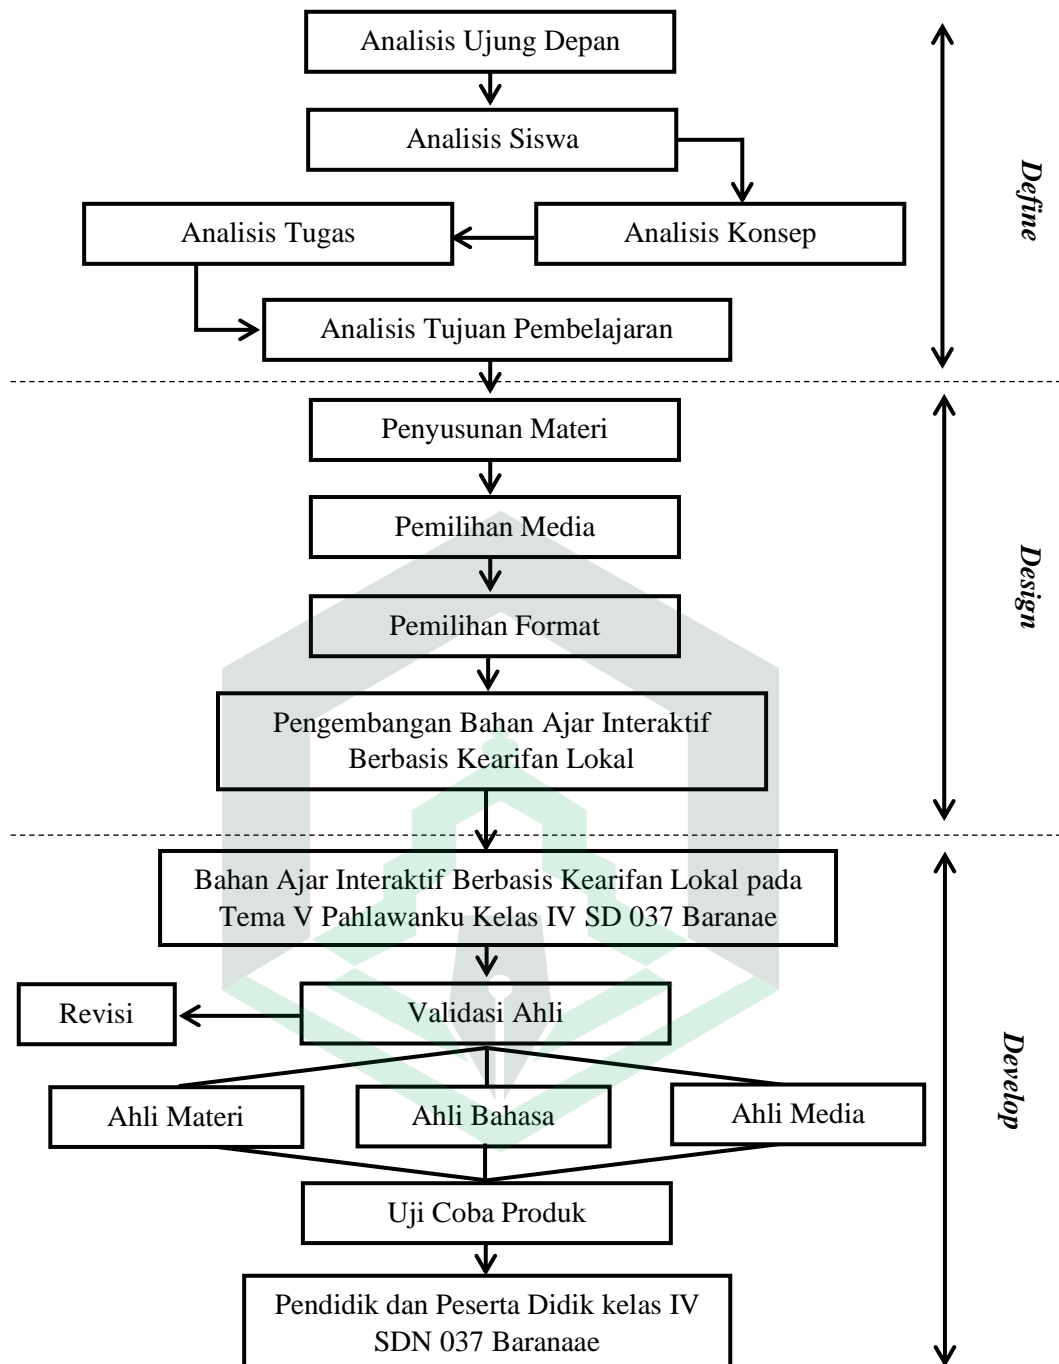 Analisis Ujung Depan
Analisis Siswa
Analisis Tugas
Analisis Konsep
Analisis Tujuan Pembelajaran
Define
Penyusunan Materi
Pemilihan Media
Pemilihan Format
Pengembangan Bahan Ajar Interaktif
Berbasis Kearifan Lokal
Design
Bahan Ajar Interaktif Berbasis Kearifan Lokal pada
Tema V Pahlawanku Kelas IV SD 037 Baranae
Revisi
Validasi Ahli
Ahli Materi
Ahli Bahasa
Ahli Media
Uji Coba Produk
Pendidik dan Peserta Didik kelas IV
SDN 037 Baranaae
Develop